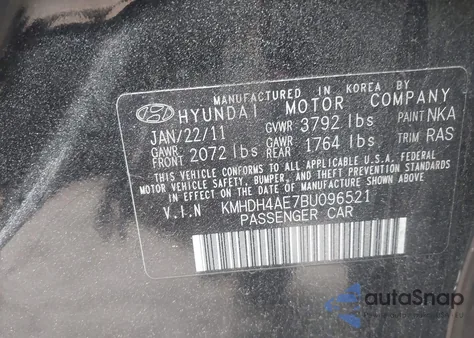 MANUFACTURED IN KOREA BY
HYUNDAI MOTOR COMPANY
JAN/22/11 GVWR 3792 lbs PAINT NKA
GAWR FRONT 2072 lbs GAWR REAR 1764 lbs TRIM RAS
THIS VEHICLE CONFORMS TO ALL APPLICABLE U.S.A. FEDERAL
MOTOR VEHICLE SAFETY, BUMPER, AND THEFT PREVENTION
STANDARDS IN EFFECT ON THE DATE OF MANUFACTURE
SHOWN ABOVE.
V.I.N KMHDH4AE7BU096521
PASSENGER CAR
autaSnap